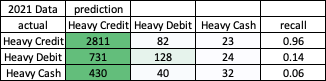 2021 Data prediction
actual Heavy Credit Heavy Debit Heavy Cash recall
Heavy Credit 2811 82 23 0.96
Heavy Debit 731 128 24 0.14
Heavy Cash 430 40 32 0.06